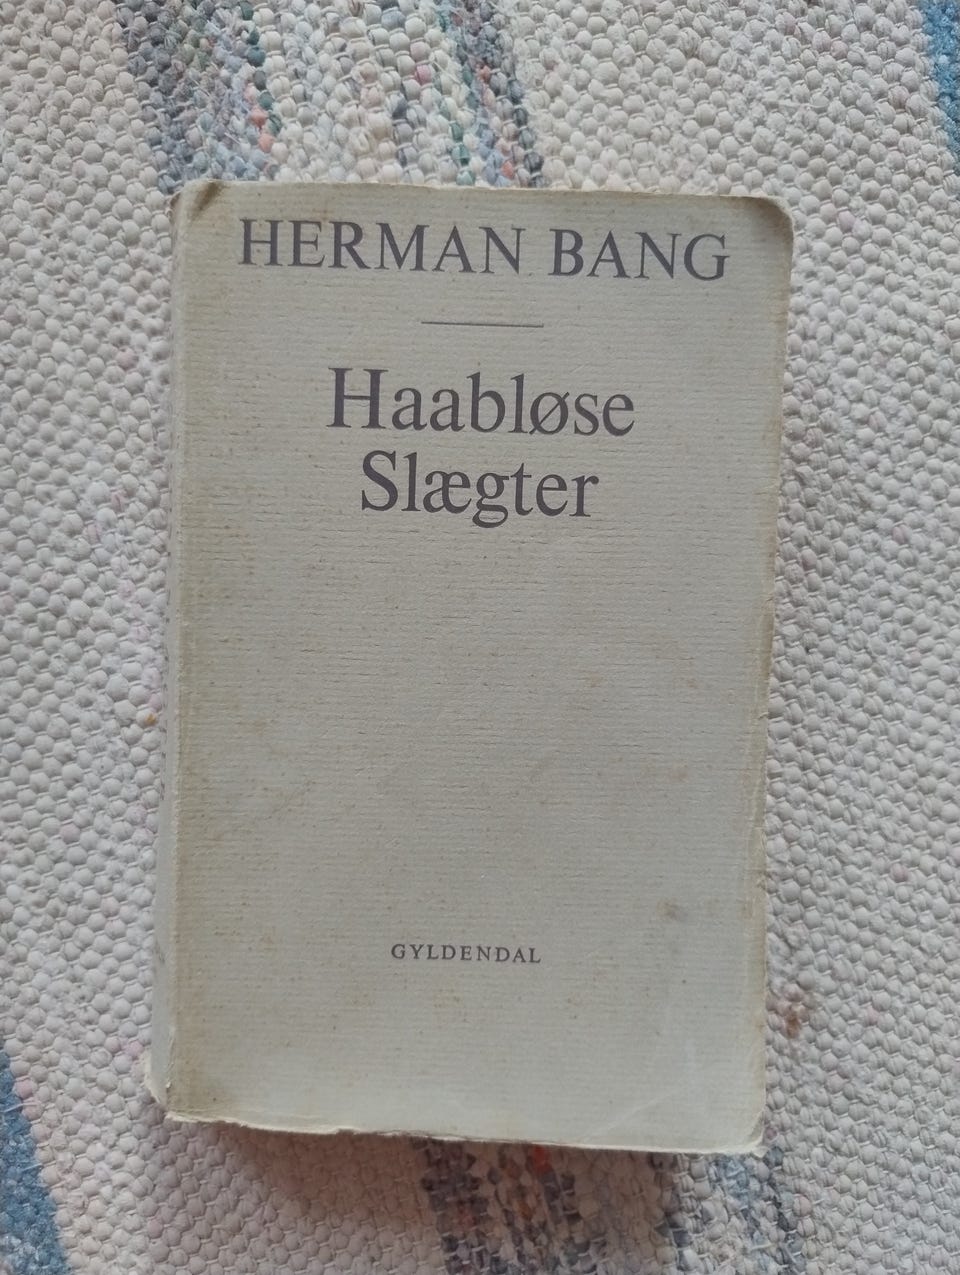 HERMAN BANG
Haabløse
Slægter
GYLDENDAL